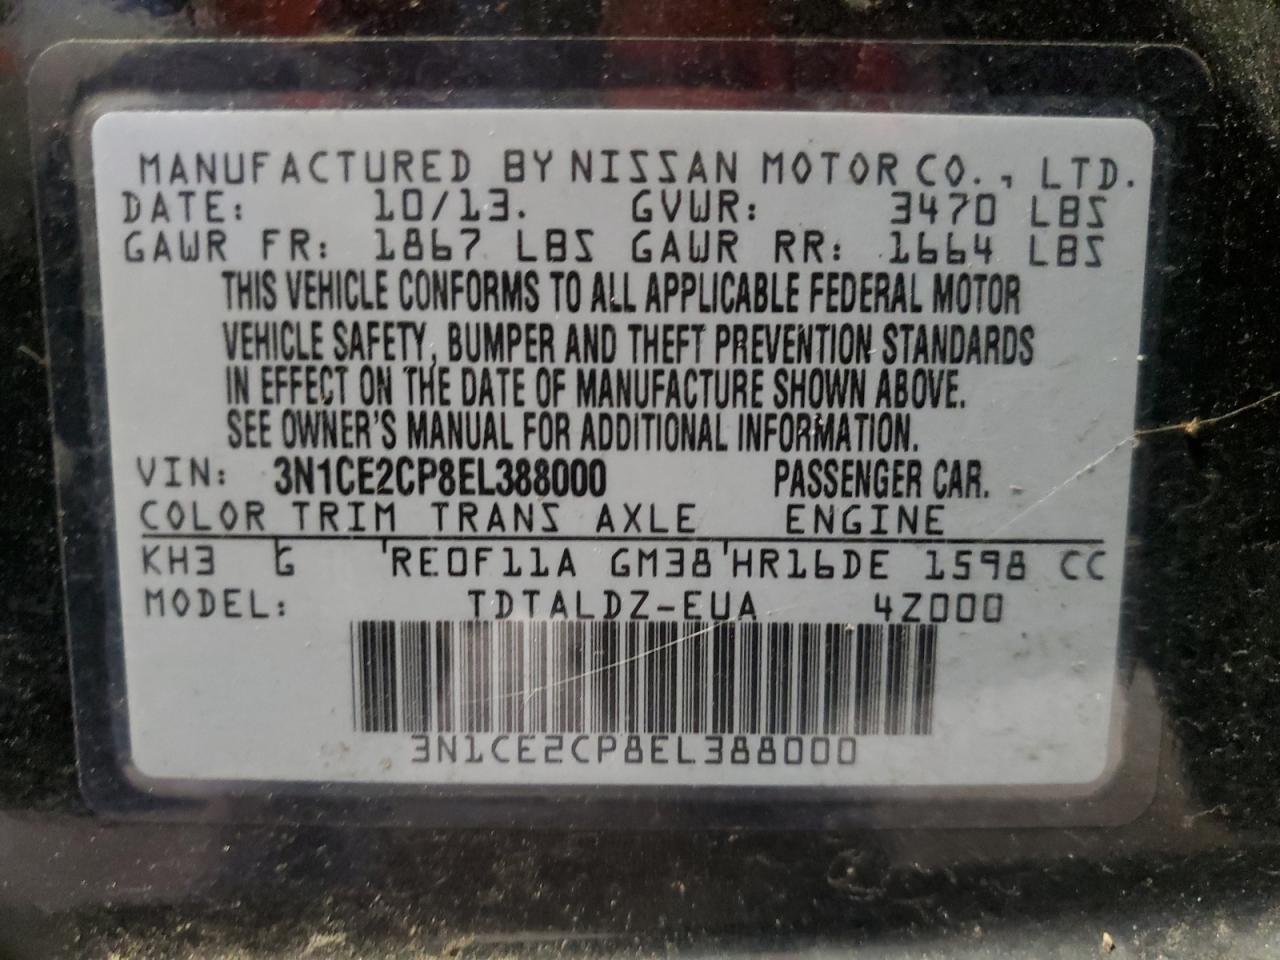 MANUFACTURED BY NISSAN MOTOR CO., LTD.
DATE: 10/13. GVWR: 3470 LBS
GAWR FR: 1867 LBS GAWR RR: 1664 LBS
THIS VEHICLE CONFORMS TO ALL APPLICABLE FEDERAL MOTOR
VEHICLE SAFETY, BUMPER AND THEFT PREVENTION STANDARDS
IN EFFECT ON THE DATE OF MANUFACTURE SHOWN ABOVE.
SEE OWNER'S MANUAL FOR ADDITIONAL INFORMATION.
VIN: 3N1CE2CP8EL388000 PASSENGER CAR.
COLOR TRIM TRANS AXLE ENGINE
KH3 G RE0F11A GM38 HR16DE 1598 CC
MODEL: TDTALDZ-EUA 4Z000
3N1CE2CP8EL388000